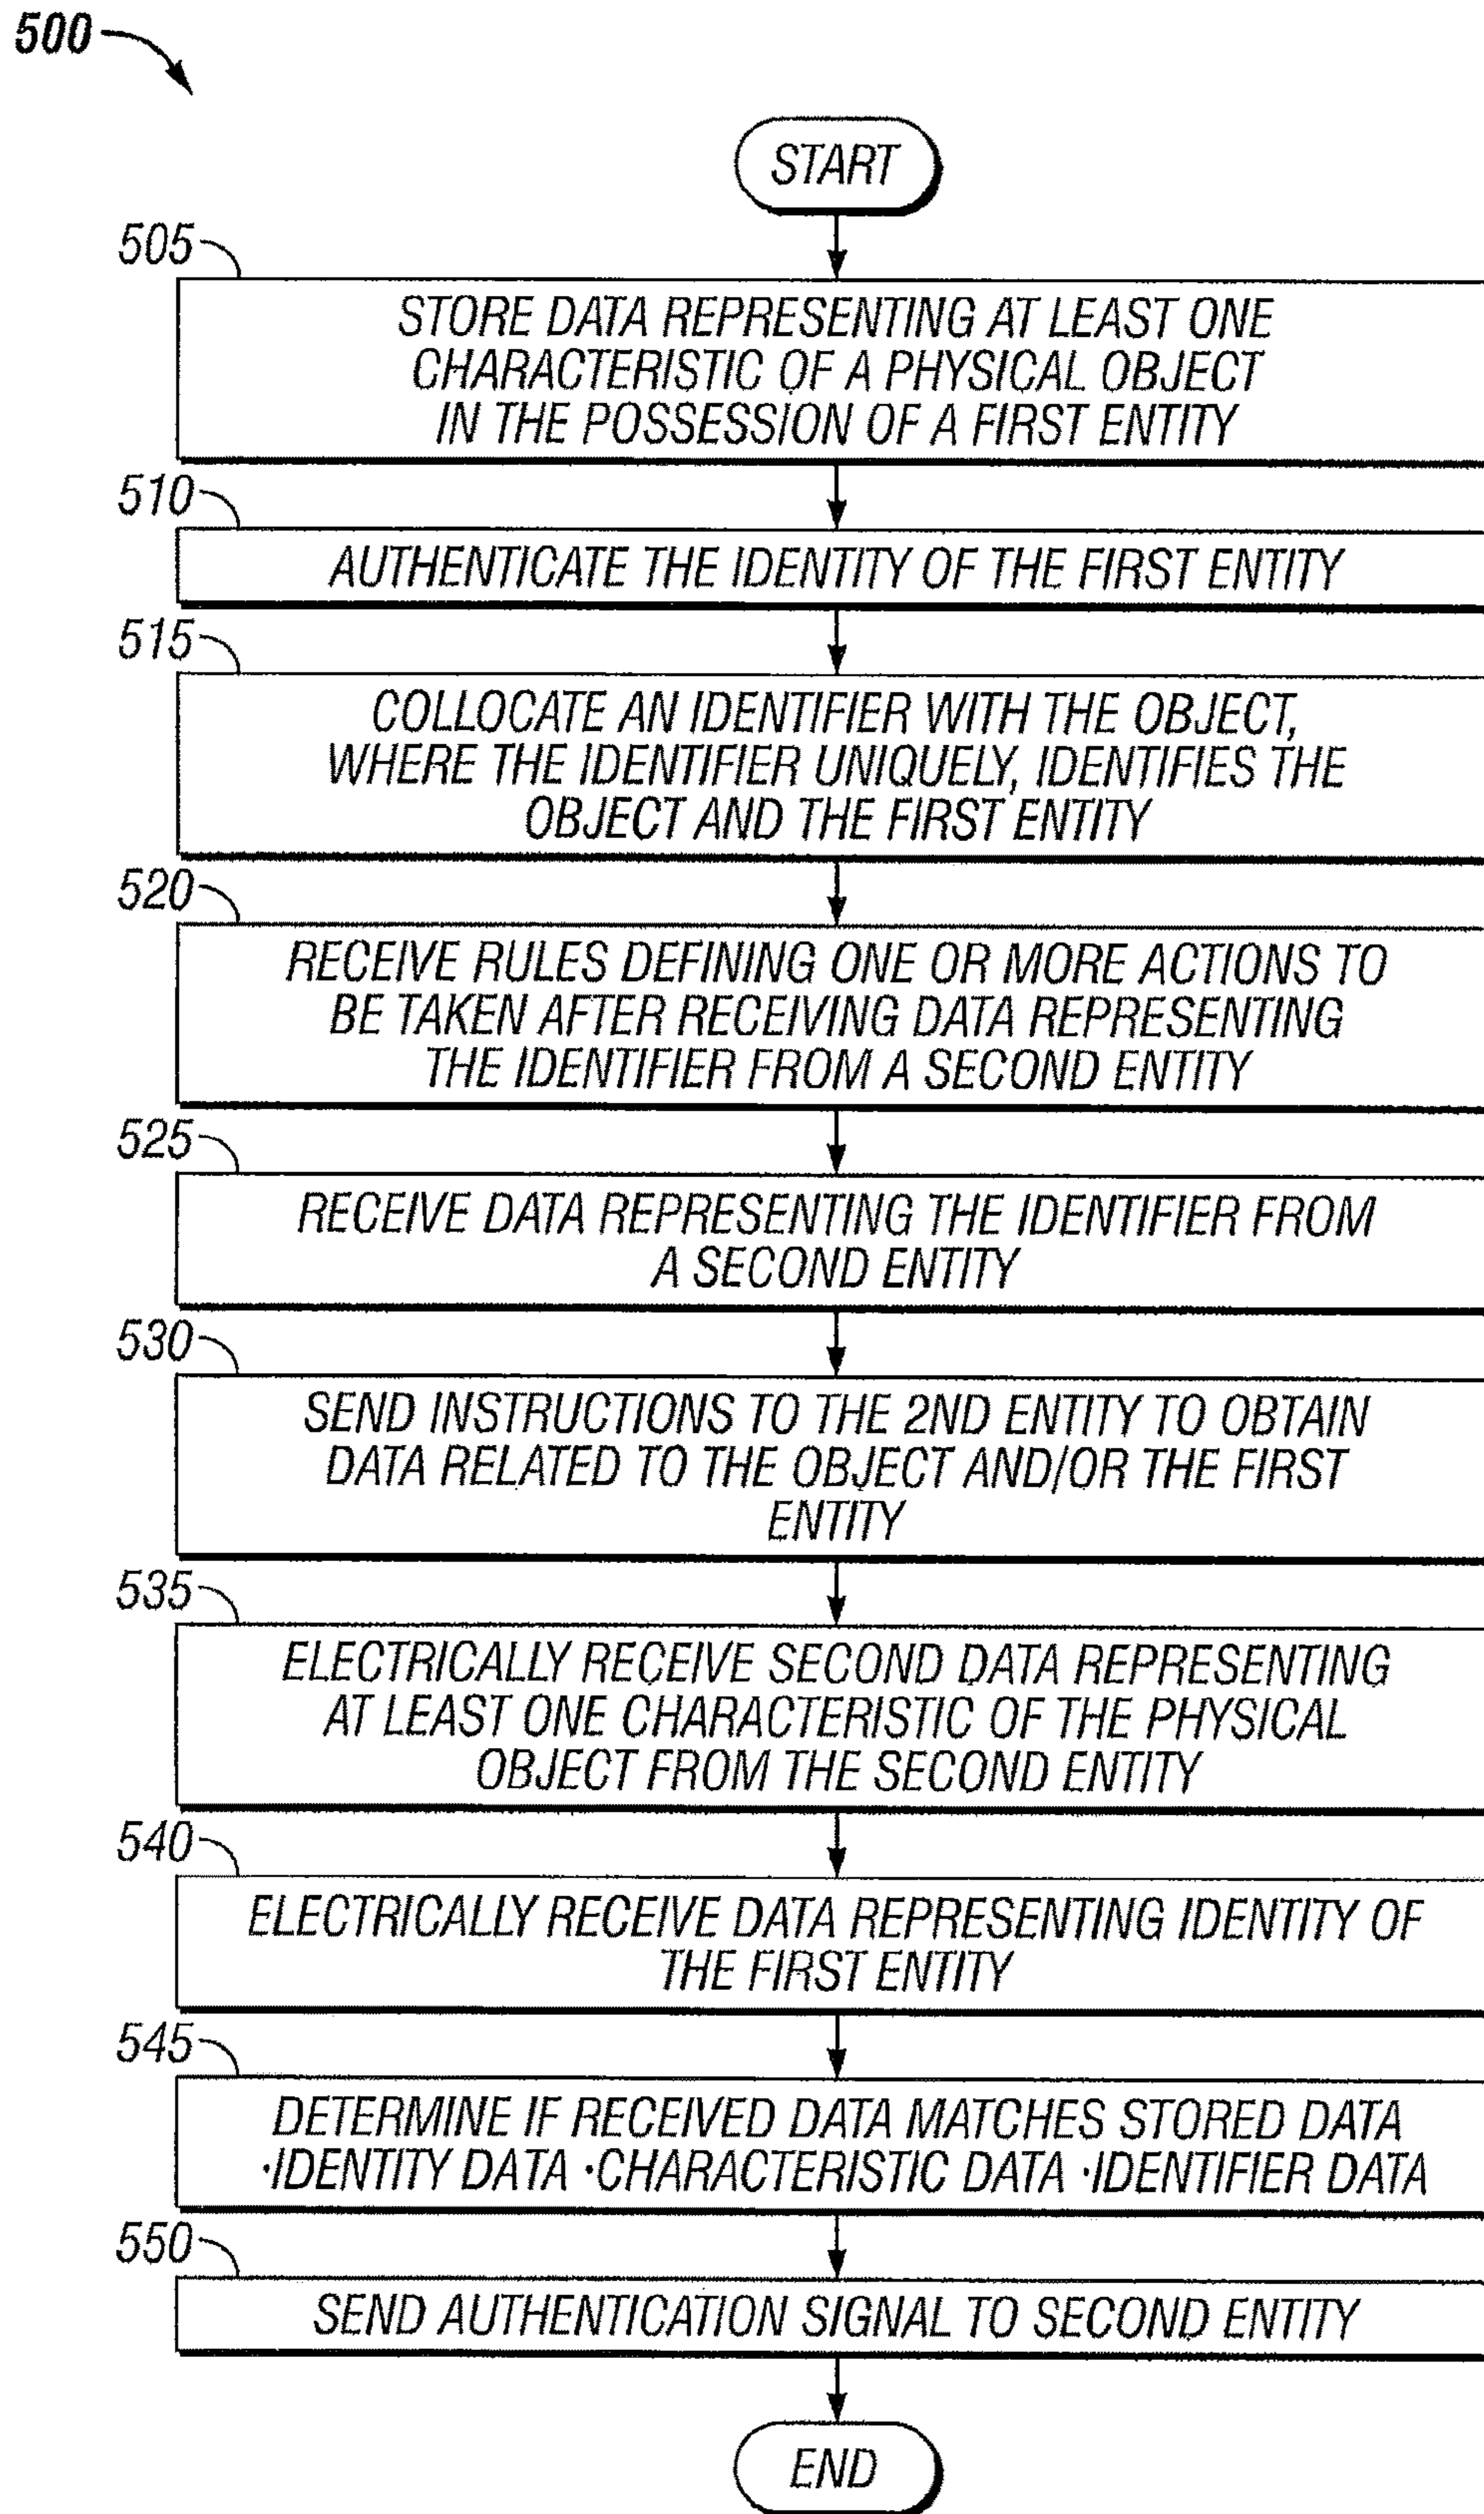 500
START
505
STORE DATA REPRESENTING AT LEAST ONE
CHARACTERISTIC OF A PHYSICAL OBJECT
IN THE POSSESSION OF A FIRST ENTITY
510
AUTHENTICATE THE IDENTITY OF THE FIRST ENTITY
515
COLLOCATE AN IDENTIFIER WITH THE OBJECT,
WHERE THE IDENTIFIER UNIQUELY, IDENTIFIES THE
OBJECT AND THE FIRST ENTITY
520
RECEIVE RULES DEFINING ONE OR MORE ACTIONS TO
BE TAKEN AFTER RECEIVING DATA REPRESENTING
THE IDENTIFIER FROM A SECOND ENTITY
525
RECEIVE DATA REPRESENTING THE IDENTIFIER FROM
A SECOND ENTITY
530
SEND INSTRUCTIONS TO THE 2ND ENTITY TO OBTAIN
DATA RELATED TO THE OBJECT AND/OR THE FIRST
ENTITY
535
ELECTRICALLY RECEIVE SECOND DATA REPRESENTING
AT LEAST ONE CHARACTERISTIC OF THE PHYSICAL
OBJECT FROM THE SECOND ENTITY
540
ELECTRICALLY RECEIVE DATA REPRESENTING IDENTITY OF
THE FIRST ENTITY
545
DETERMINE IF RECEIVED DATA MATCHES STORED DATA
·IDENTITY DATA ·CHARACTERISTIC DATA ·IDENTIFIER DATA
550
SEND AUTHENTICATION SIGNAL TO SECOND ENTITY
END